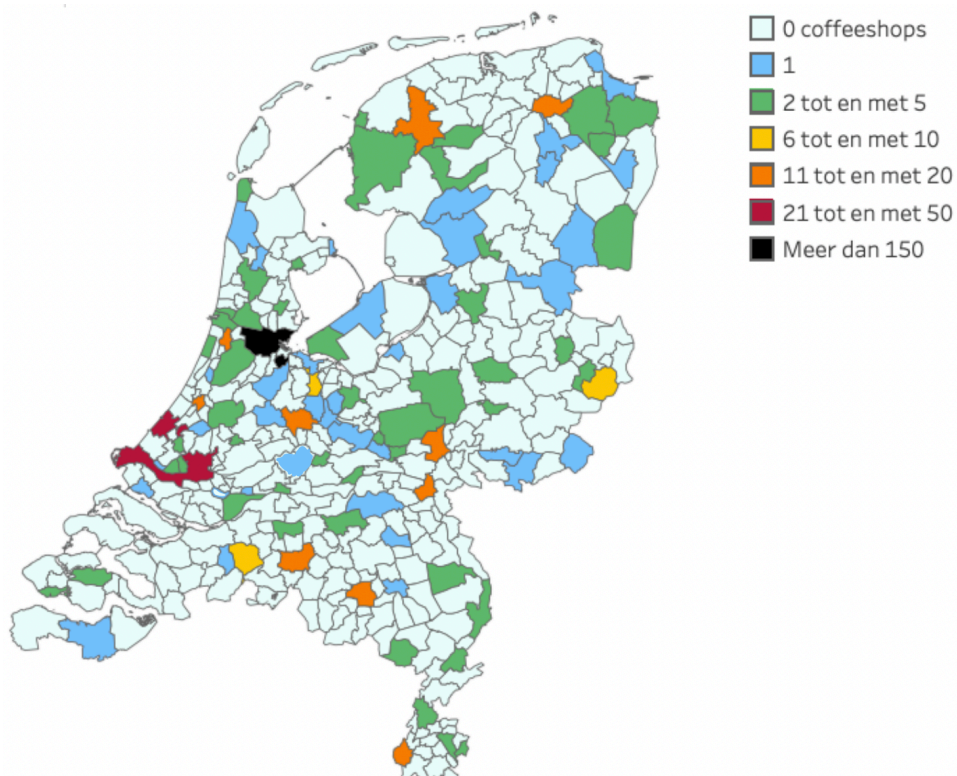 0 coffeeshops
1
2 tot en met 5
6 tot en met 10
11 tot en met 20
21 tot en met 50
Meer dan 150